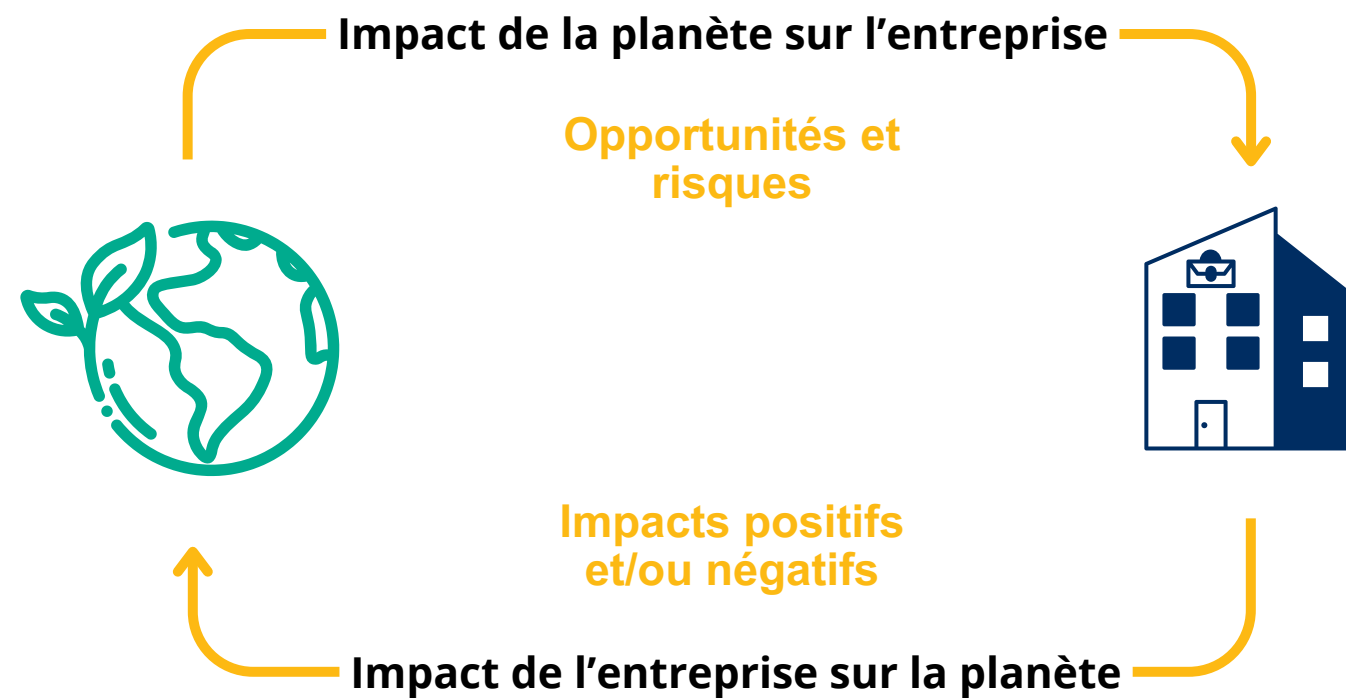 Impact de la planète sur l’entreprise
Opportunités et
risques
Impacts positifs
et/ou négatifs
Impact de l’entreprise sur la planète